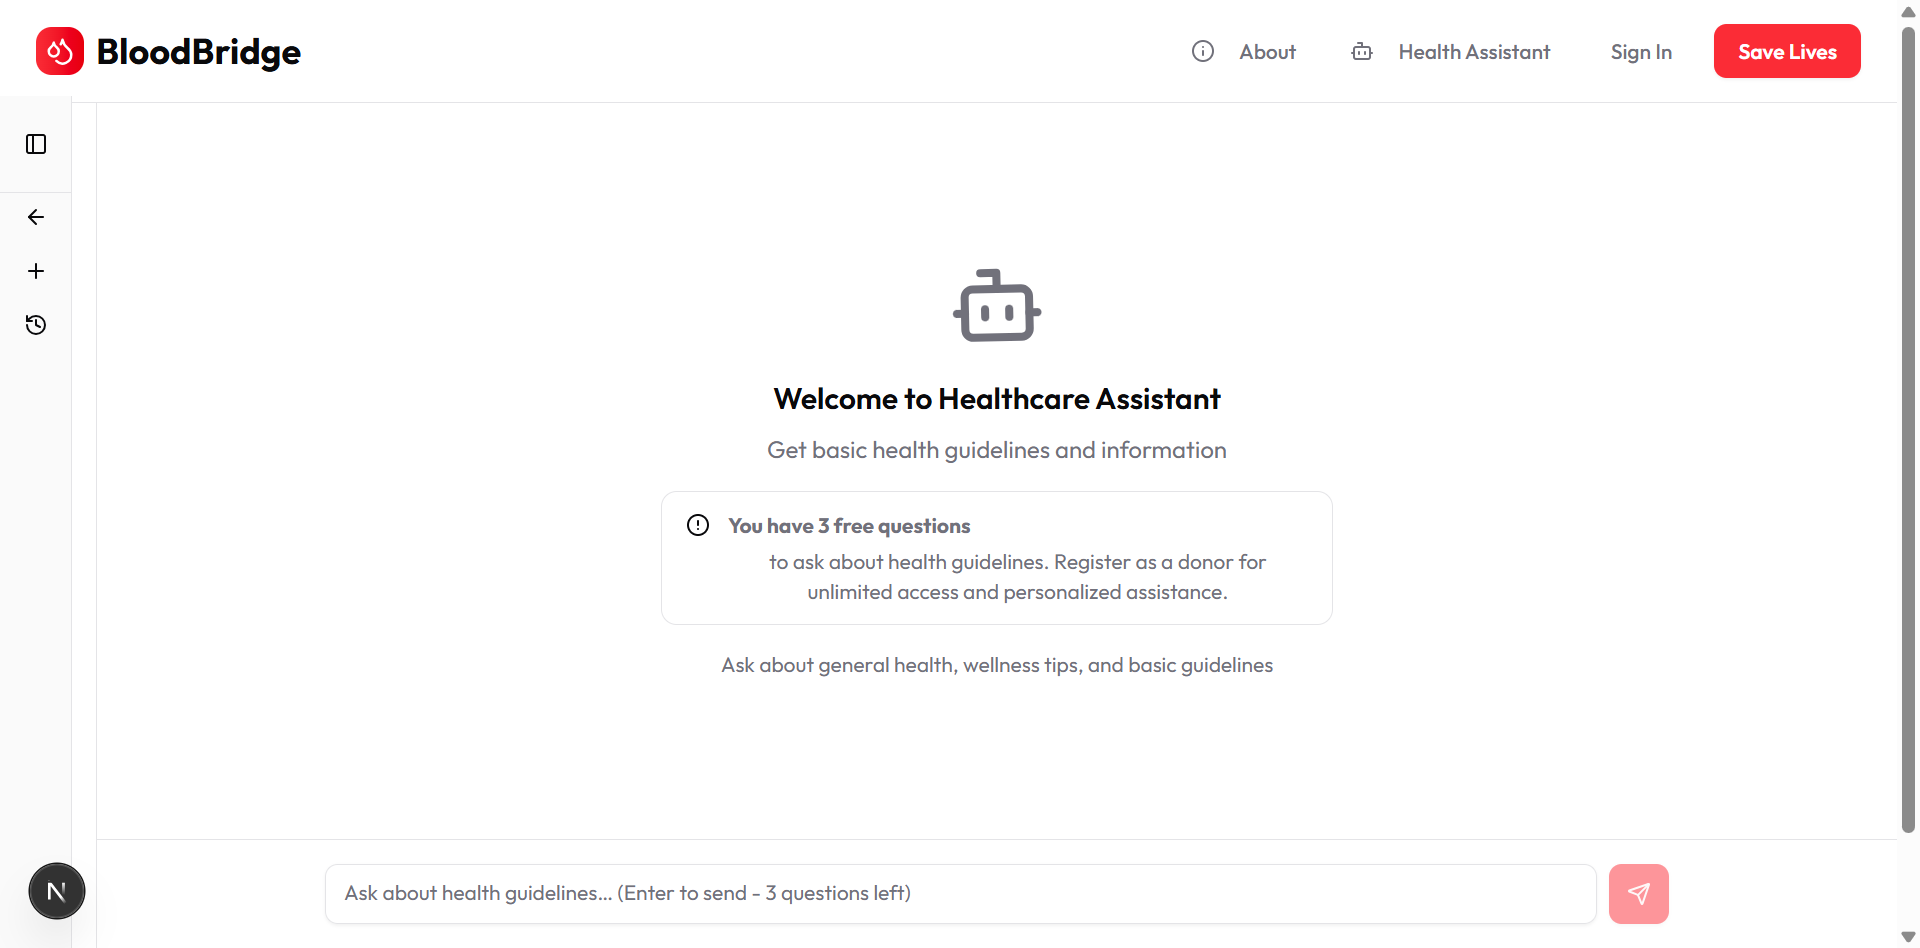 BloodBridge
About
Health Assistant
Sign In
Save Lives
Welcome to Healthcare Assistant
Get basic health guidelines and information
You have 3 free questions
to ask about health guidelines. Register as a donor for
unlimited access and personalized assistance.
Ask about general health, wellness tips, and basic guidelines
Ask about health guidelines... (Enter to send - 3 questions left)
N